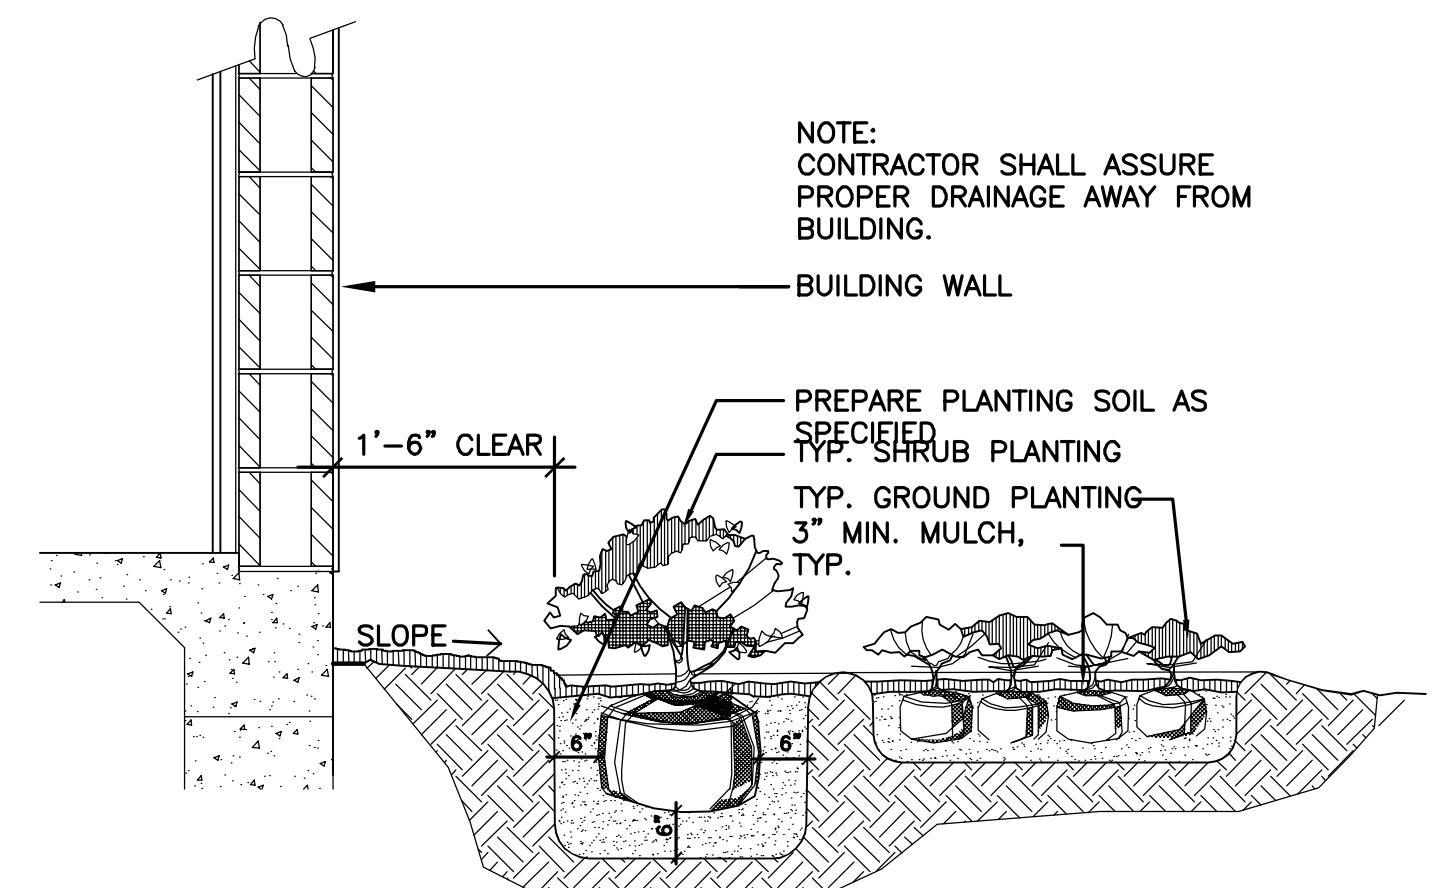 NOTE:
CONTRACTOR SHALL ASSURE
PROPER DRAINAGE AWAY FROM
BUILDING.
BUILDING WALL
PREPARE PLANTING SOIL AS
SPECIFIED
1'-6" CLEAR
TYP. SHRUB PLANTING
TYP. GROUND PLANTING
3" MIN. MULCH,
TYP.
SLOPE
6"
6"
6"